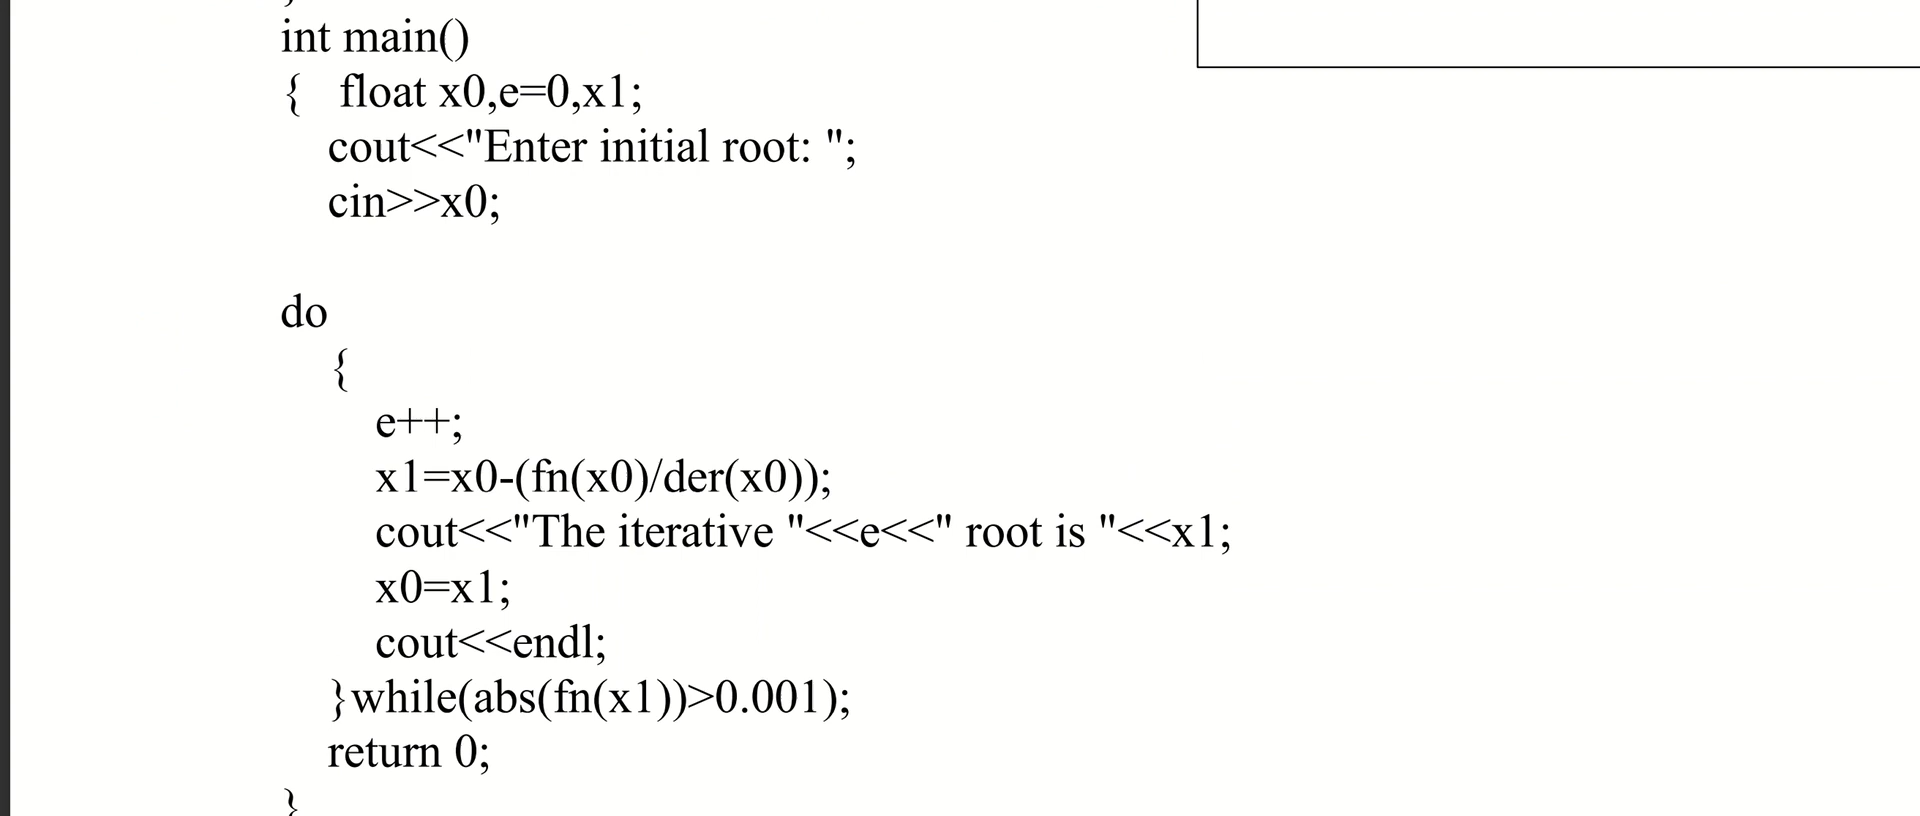 int main()
{ float x0,e=0,x1;
cout<<"Enter initial root: ";
cin>>x0;
do
{
e++;
x1=x0-(fn(x0)/der(x0));
cout<<"The iterative "<<e<<" root is "<<x1;
x0=x1;
cout<<endl;
}while(abs(fn(x1))>0.001);
return 0;
}